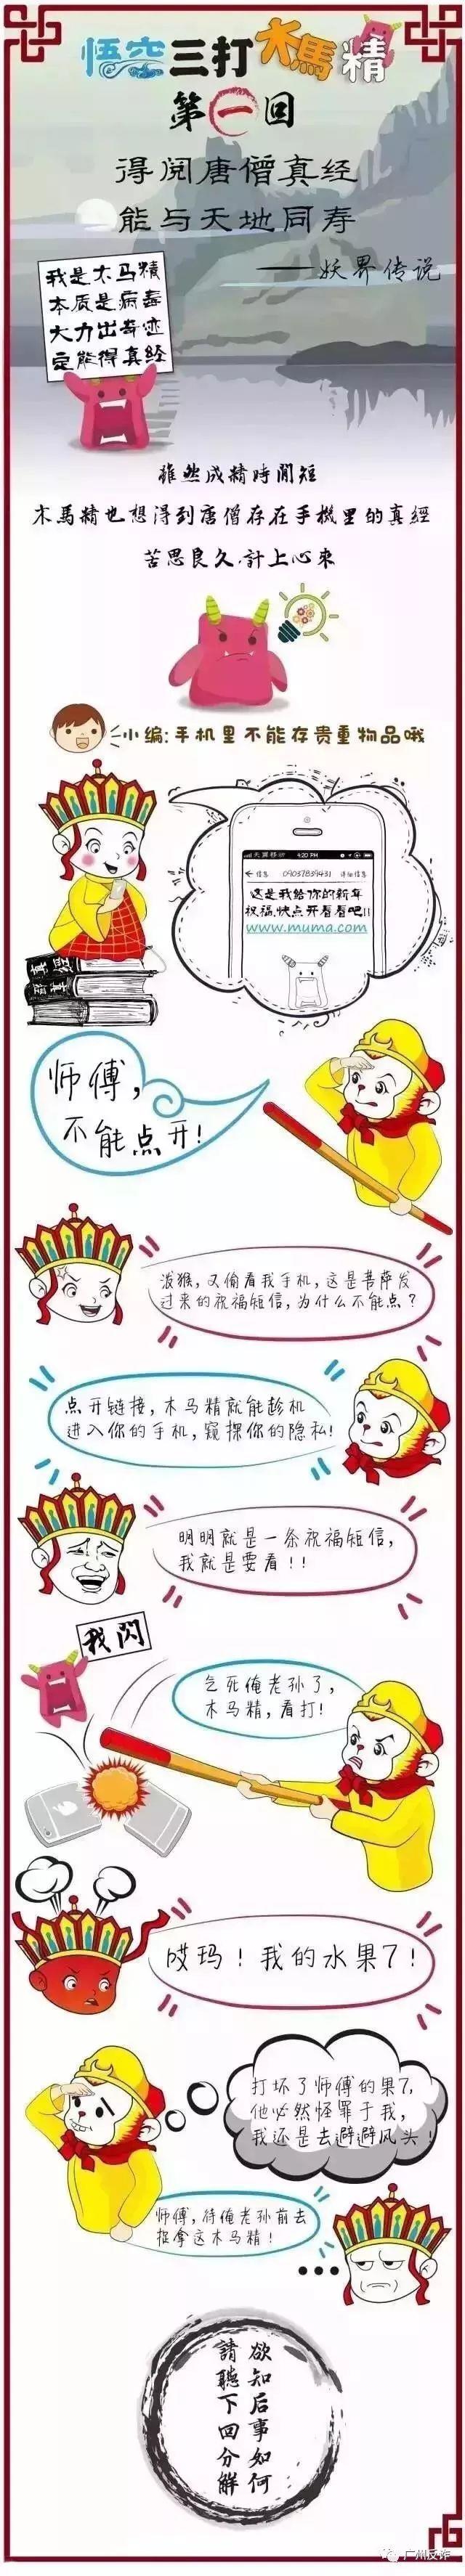 悟空三打木馬精
第一回
得阅唐僧真经
能与天地同寿
——妖界传说
我是木马精
本质是病毒
大力出奇迹
定能得真经
雖然成精時間短
木馬精也想得到唐僧存在手機里的真經
苦思良久,計上心來
小编:手机里不能存贵重物品哦
4:20 PM
信息
这是我给你的新年
祝福,快点开看看吧!!
www.muma.com
真经
师傅,
不能点开!
泼猴,又偷看我手机,这是菩萨发
过来的祝福短信,为什么不能点?
点开链接,木马精就能趁机
进入你的手机,窥探你的隐私!
明明就是一条祝福短信,
我就是要看!!
我閃
气死俺老孙了,
木马精,看打!
哎玛!我的水果7!
打坏了师傅的果7,
他必然怪罪于我,
我还是去避避风头!
师傅,待俺老孙前去
捉拿这木马精!
欲知后事如何
請聽下回分解
广州反诈